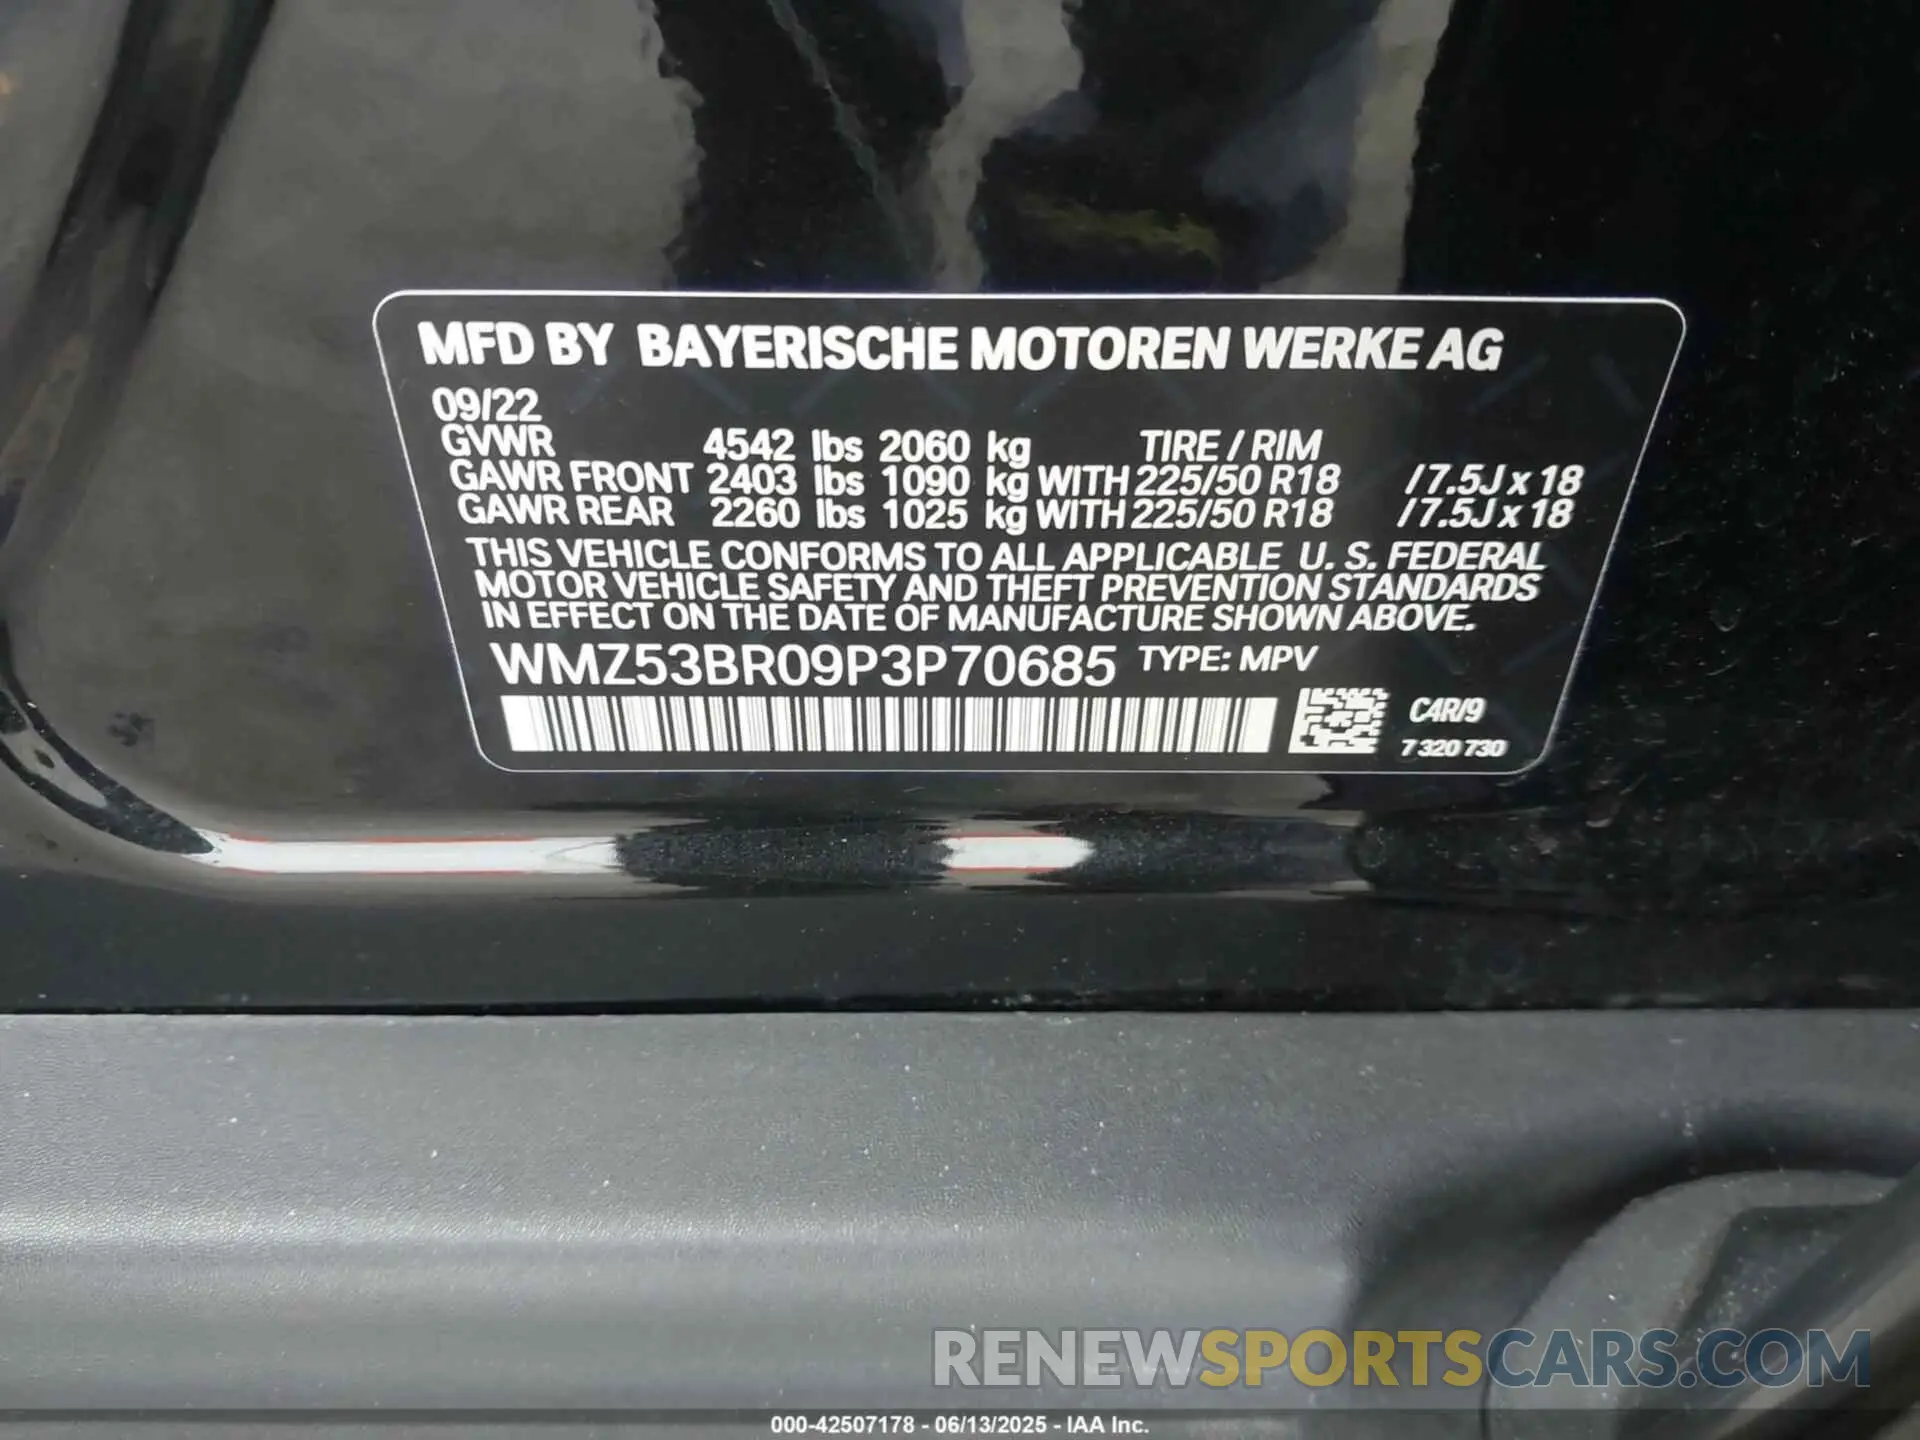 MFD BY BAYERISCHE MOTOREN WERKE AG
09/22
GVWR 4542 lbs 2060 kg TIRE / RIM
GAWR FRONT 2403 lbs 1090 kg WITH 225/50 R18 / 7.5J x 18
GAWR REAR 2260 lbs 1025 kg WITH 225/50 R18 / 7.5J x 18
THIS VEHICLE CONFORMS TO ALL APPLICABLE U. S. FEDERAL
MOTOR VEHICLE SAFETY AND THEFT PREVENTION STANDARDS
IN EFFECT ON THE DATE OF MANUFACTURE SHOWN ABOVE.
WMZ53BR09P3P70685 TYPE: MPV
C4R/9
7 320 730
RENEWSPORTSCARS.COM
000-42507178 - 06/13/2025 - IAA Inc.